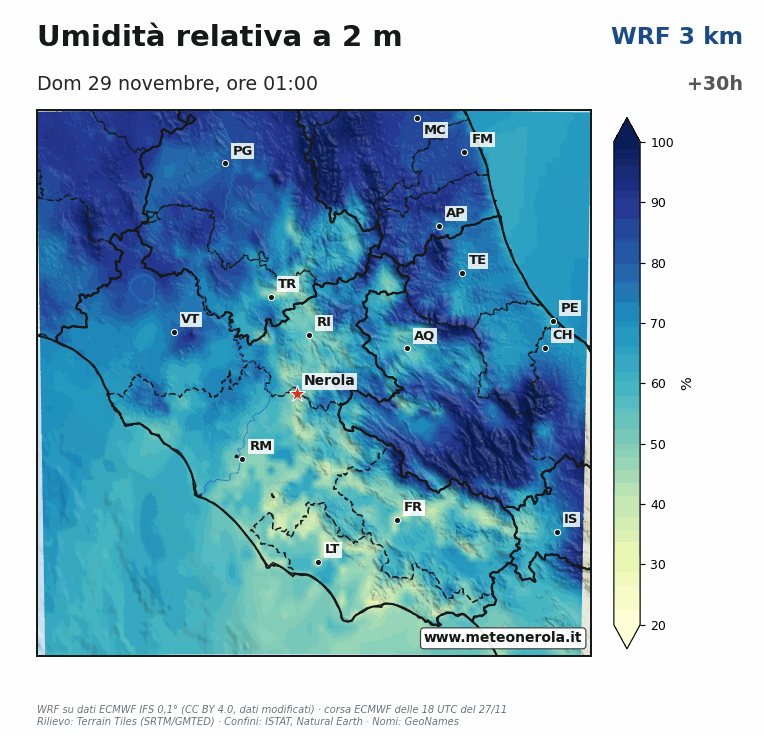 Umidità relativa a 2 m
WRF 3 km
Dom 29 novembre, ore 01:00
+30h
MC
FM
PG
AP
TE
TR
PE
VT
RI
AQ
CH
Nerola
RM
FR
IS
LT
www.meteonerola.it
100
90
80
70
60
50
40
30
20
%
WRF su dati ECMWF IFS 0,1° (CC BY 4.0, dati modificati) · corsa ECMWF delle 18 UTC del 27/11
Rilievo: Terrain Tiles (SRTM/GMTED) · Confini: ISTAT, Natural Earth · Nomi: GeoNames